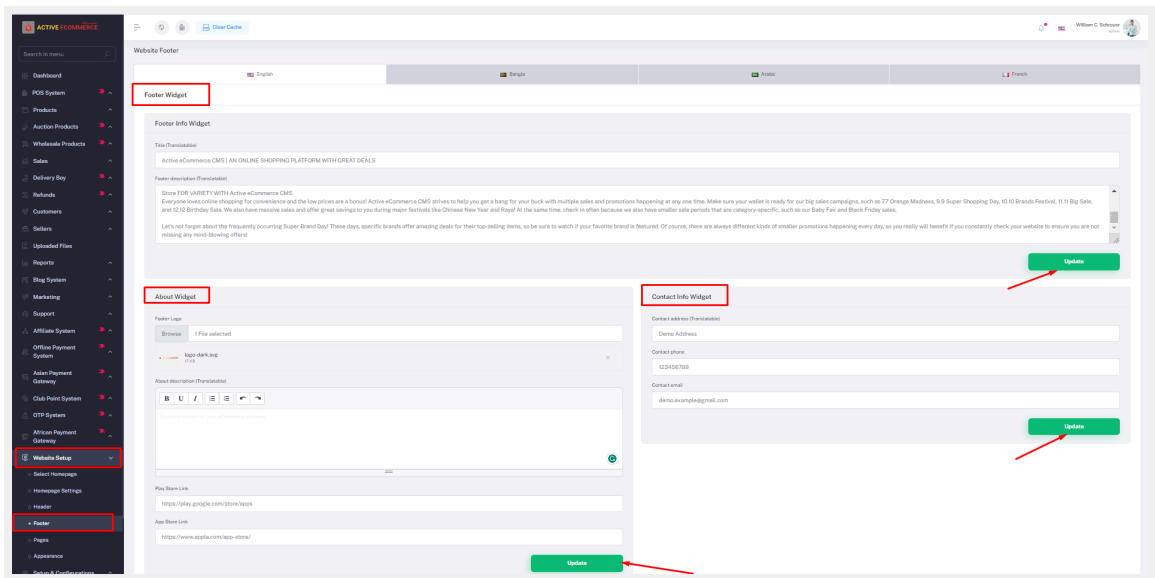 ACTIVE ECOMMERCE
Clear Cache
William C. Schroyer
admin
Search in menu
Website Footer
English
Bangla
Arabic
French
Dashboard
POS System
Products
Auction Products
Wholesale Products
Sales
Delivery Boy
Refunds
Customers
Sellers
Uploaded Files
Reports
Blog System
Marketing
Support
Affiliate System
Offline Payment
System
Asian Payment
Gateway
Club Point System
OTP System
African Payment
Gateway
Website Setup
Select Homepage
Homepage Settings
Header
Footer
Pages
Appearance
Setup & Configurations
Footer Widget
Footer Info Widget
Title (Translatable)
Active eCommerce CMS | AN ONLINE SHOPPING PLATFORM WITH GREAT DEALS
Footer description (Translatable)
Store FOR VARIETY WITH Active eCommerce CMS
Everyone loves online shopping for convenience and the low prices are a bonus! Active eCommerce CMS strives to help you get a bang for your buck with multiple sales and promotions happening at any one time. Make sure your wallet is ready for our big sales campaigns, such as 7.7 Orange Madness, 9.9 Super Shopping Day, 10.10 Brands Festival, 11.11 Big Sale,
and 12.12 Birthday Sale. We also have massive sales and offer great savings to you during major festivals like Chinese New Year and Raya! At the same time, check in often because we also have smaller sale periods that are category-specific, such as our Baby Fair and Black Friday sales.
Let's not forget about the frequently occurring Super Brand Day! These days, specific brands offer amazing deals for their top-selling items, so be sure to watch if your favorite brand is featured. Of course, there are always different kinds of smaller promotions happening every day, so you really will benefit if you constantly check your website to ensure you are not
missing any mind-blowing offers!
Update
About Widget
Footer Logo
Browse
1 File selected
logo-dark.svg
17 KB
About description (Translatable)
B U I
Play Store Link
https://play.google.com/store/apps
App Store Link
https://www.apple.com/app-store/
Update
Contact Info Widget
Contact address (Translatable)
Demo Address
Contact phone
123456789
Contact email
demo.example@gmail.com
Update